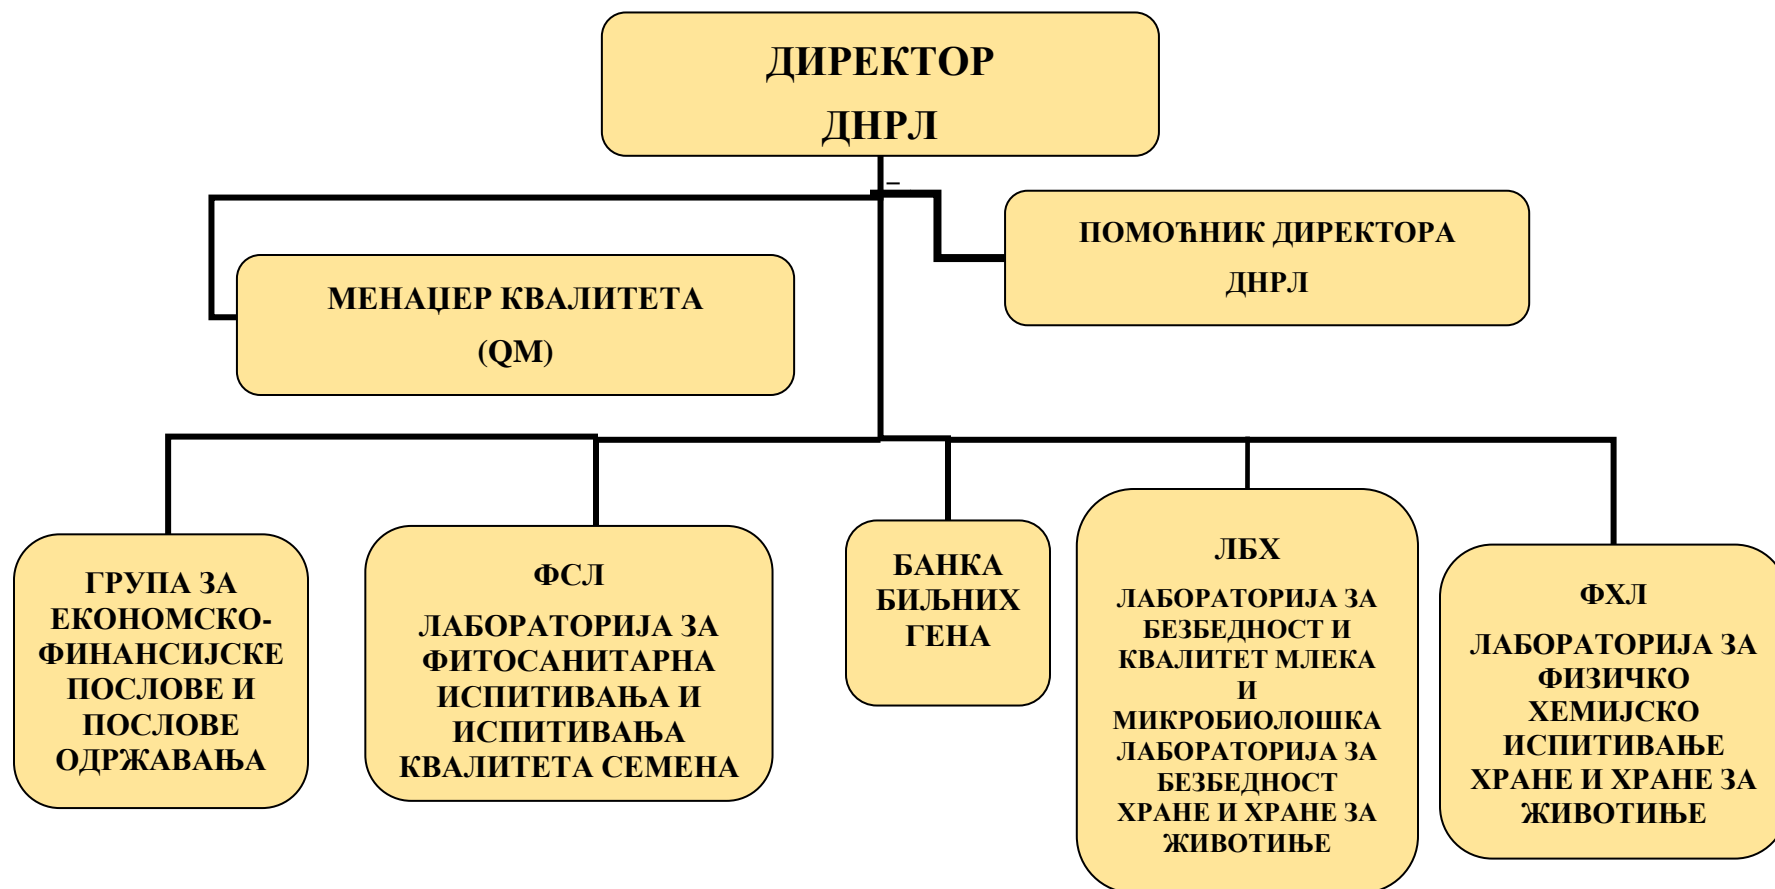 ДИРЕКТОР
ДНРЛ
ПОМОЋНИК ДИРЕКТОРА
ДНРЛ
МЕНАЏЕР КВАЛИТЕТА
(QM)
ГРУПА ЗА
ЕКОНОМСКО-
ФИНАНСИЈСКЕ
ПОСЛОВЕ И
ПОСЛОВЕ
ОДРЖАВАЊА
ФСЛ
ЛАБОРАТОРИЈА ЗА
ФИТОСАНИТАРНА
ИСПИТИВАЊА И
ИСПИТИВАЊА
КВАЛИТЕТА СЕМЕНА
БАНКА
БИЉНИХ
ГЕНА
ЛБХ
ЛАБОРАТОРИЈА ЗА
БЕЗБЕДНОСТ И
КВАЛИТЕТ МЛЕКА
И
МИКРОБИОЛОШКА
ЛАБОРАТОРИЈА ЗА
БЕЗБЕДНОСТ
ХРАНЕ И ХРАНЕ ЗА
ЖИВОТИЊЕ
ФХЛ
ЛАБОРАТОРИЈА ЗА
ФИЗИЧКО
ХЕМИЈСКО
ИСПИТИВАЊЕ
ХРАНЕ И ХРАНЕ ЗА
ЖИВОТИЊЕ